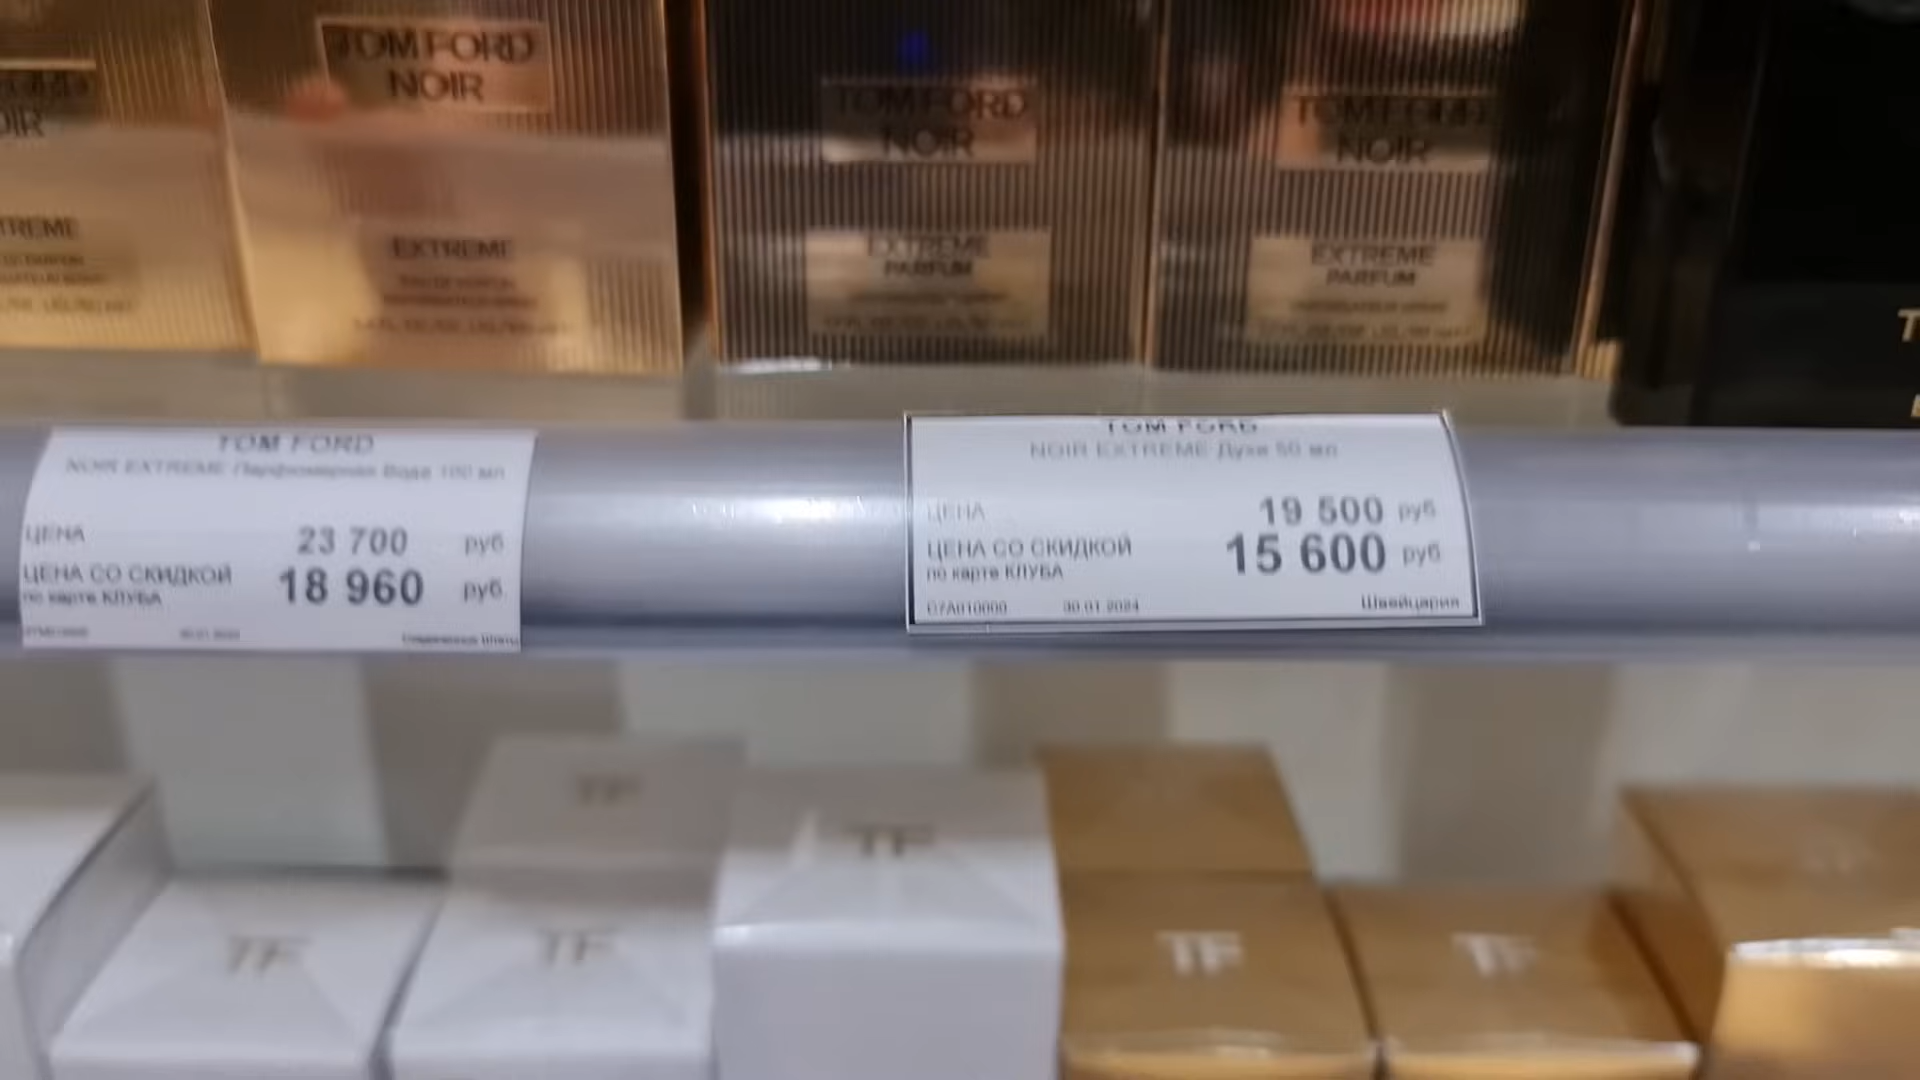 TOM FORD
NOIR
EXTREME
TOM FORD
NOIR
EXTREME
PARFUM
TOM FORD
NOIR
EXTREME
PARFUM
TOM FORD
NOIR EXTREME Парфюмерная Вода 100 мл
ЦЕНА 23 700 руб
ЦЕНА СО СКИДКОЙ 18 960 руб
по карте КЛУБА
TOM FORD
NOIR EXTREME Духи 50 мл
ЦЕНА 19 500 руб
ЦЕНА СО СКИДКОЙ 15 600 руб
по карте КЛУБА
30.01.2024 Швейцария
TF
TF
TF
TF
TF
TF